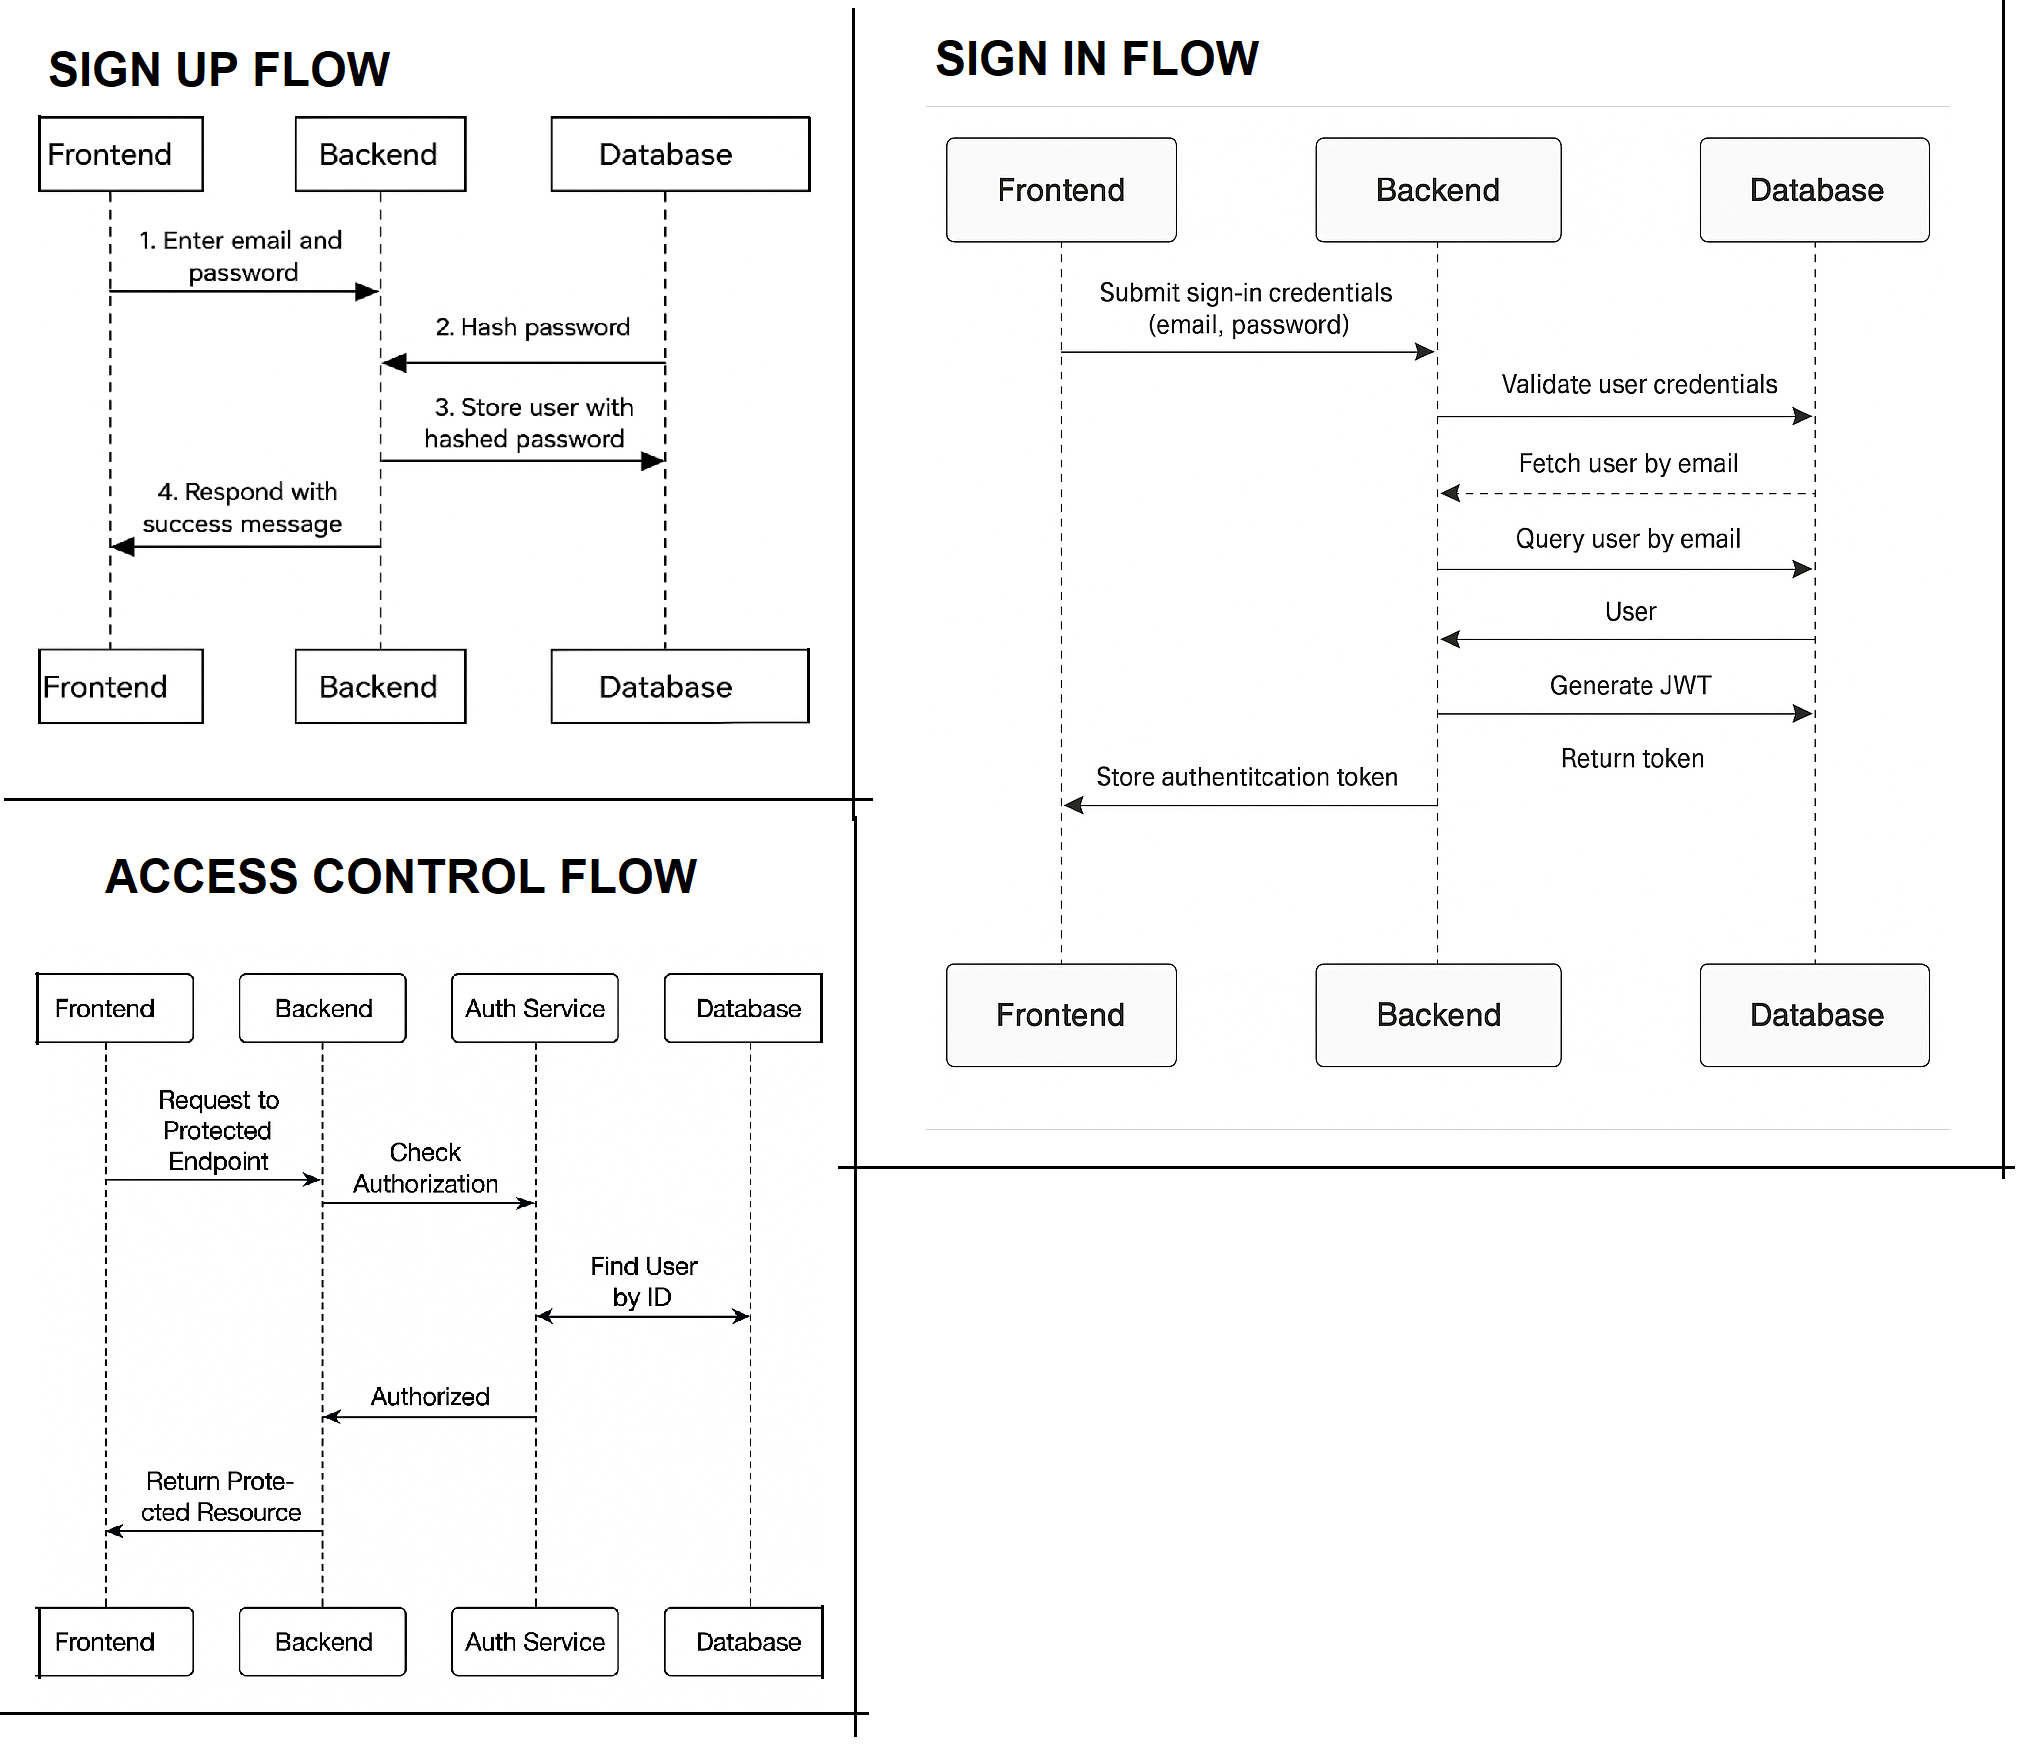 SIGN UP FLOW
Frontend
Backend
Database
1. Enter email and
password
2. Hash password
3. Store user with
hashed password
4. Respond with
success message
Frontend
Backend
Database
SIGN IN FLOW
Frontend
Backend
Database
Submit sign-in credentials
(email, password)
Validate user credentials
Fetch user by email
Query user by email
User
Generate JWT
Return token
Store authentitcation token
Frontend
Backend
Database
ACCESS CONTROL FLOW
Frontend
Backend
Auth Service
Database
Request to
Protected
Endpoint
Check
Authorization
Find User
by ID
Authorized
Return Prote-
cted Resource
Frontend
Backend
Auth Service
Database